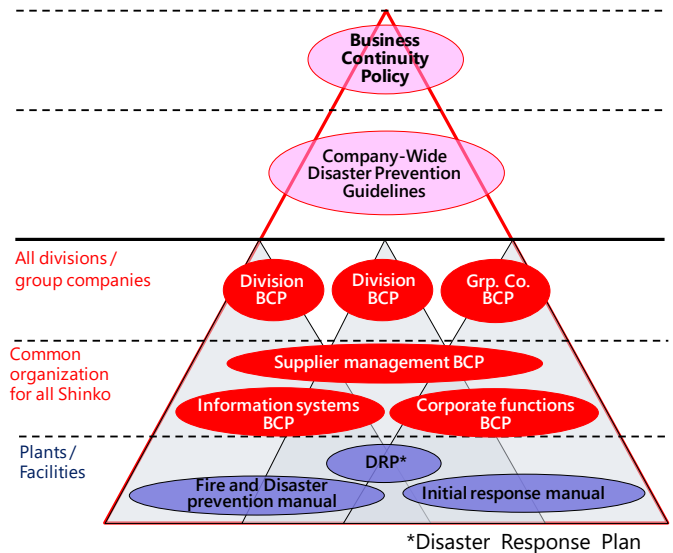 Business
Continuity
Policy
Company-Wide
Disaster Prevention
Guidelines
All divisions /
group companies
Division
BCP
Division
BCP
Grp. Co.
BCP
Common
organization
for all Shinko
Supplier management BCP
Information systems
BCP
Corporate functions
BCP
Plants /
Facilities
DRP*
Fire and Disaster
prevention manual
Initial response manual
*Disaster Response Plan